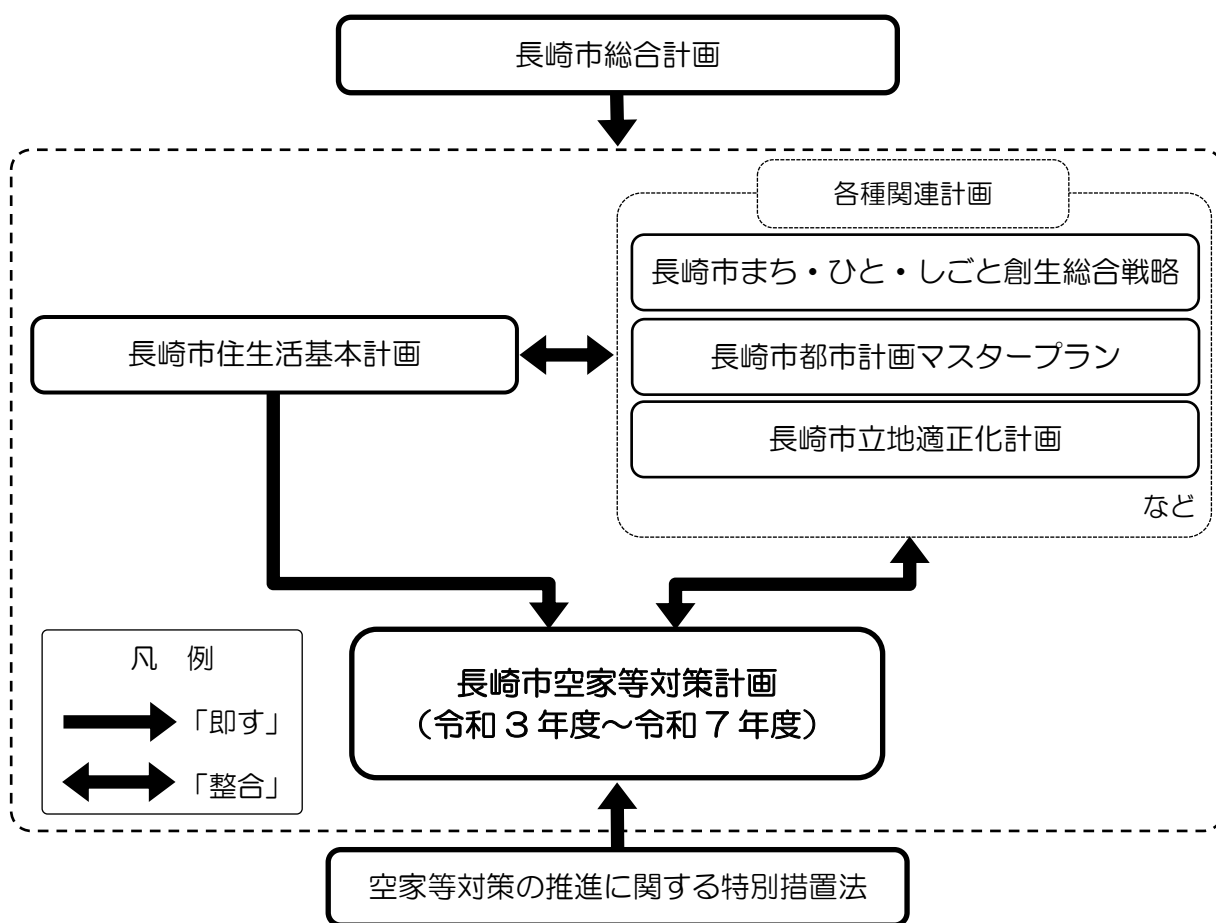 長崎市総合計画
各種関連計画
長崎市まち・ひと・しごと創生総合戦略
長崎市住生活基本計画
長崎市都市計画マスタープラン
長崎市立地適正化計画
など
凡　例
「即す」
「整合」
長崎市空家等対策計画
（令和３年度～令和７年度）
空家等対策の推進に関する特別措置法